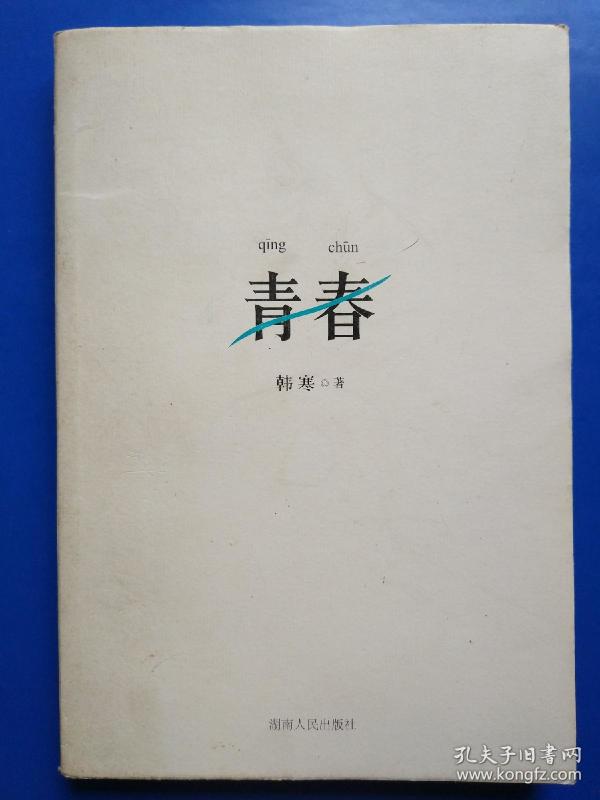 qīng chūn
青春
韩寒 著
湖南人民出版社
孔夫子旧書网
www.kongfz.com